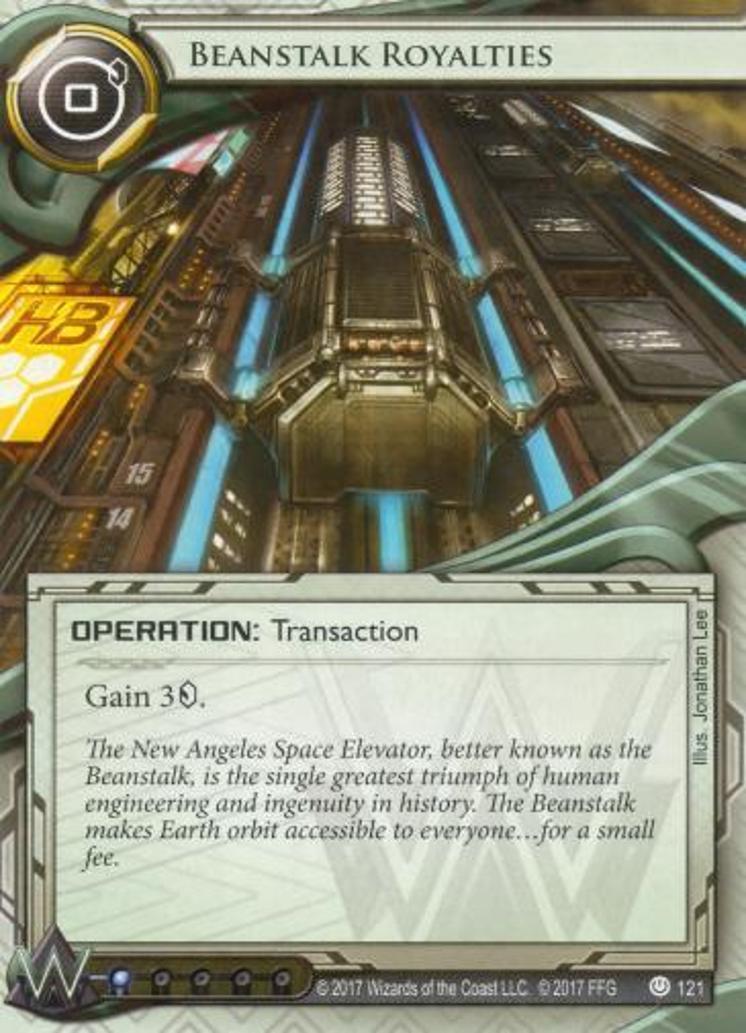 BEANSTALK ROYALTIES
HB
15
14
OPERATION: Transaction
Gain 3.
The New Angeles Space Elevator, better known as the
Beanstalk, is the single greatest triumph of human
engineering and ingenuity in history. The Beanstalk
makes Earth orbit accessible to everyone…for a small
fee.
Illus. Jonathan Lee
W
© 2017 Wizards of the Coast LLC. © 2017 FFG
121